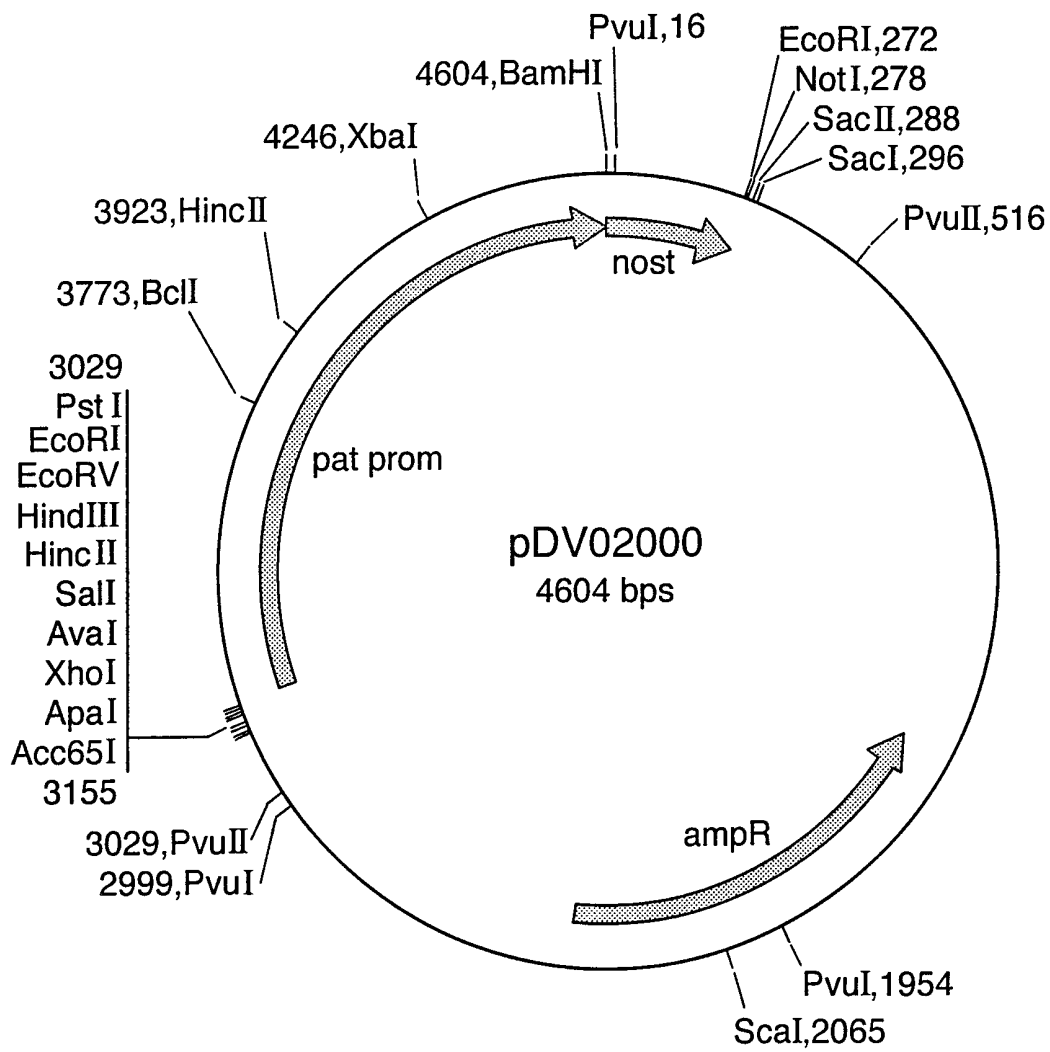 PvuI,16
4604,BamHI
EcoRI,272
NotI,278
SacII,288
SacI,296
4246,XbaI
PvuII,516
3923,HincII
3773,BclI
nost
3029
PstI
EcoRI
EcoRV
HindIII
HincII
SalI
AvaI
XhoI
ApaI
Acc65I
3155
pat prom
pDV02000
4604 bps
3029,PvuII
2999,PvuI
ampR
PvuI,1954
ScaI,2065